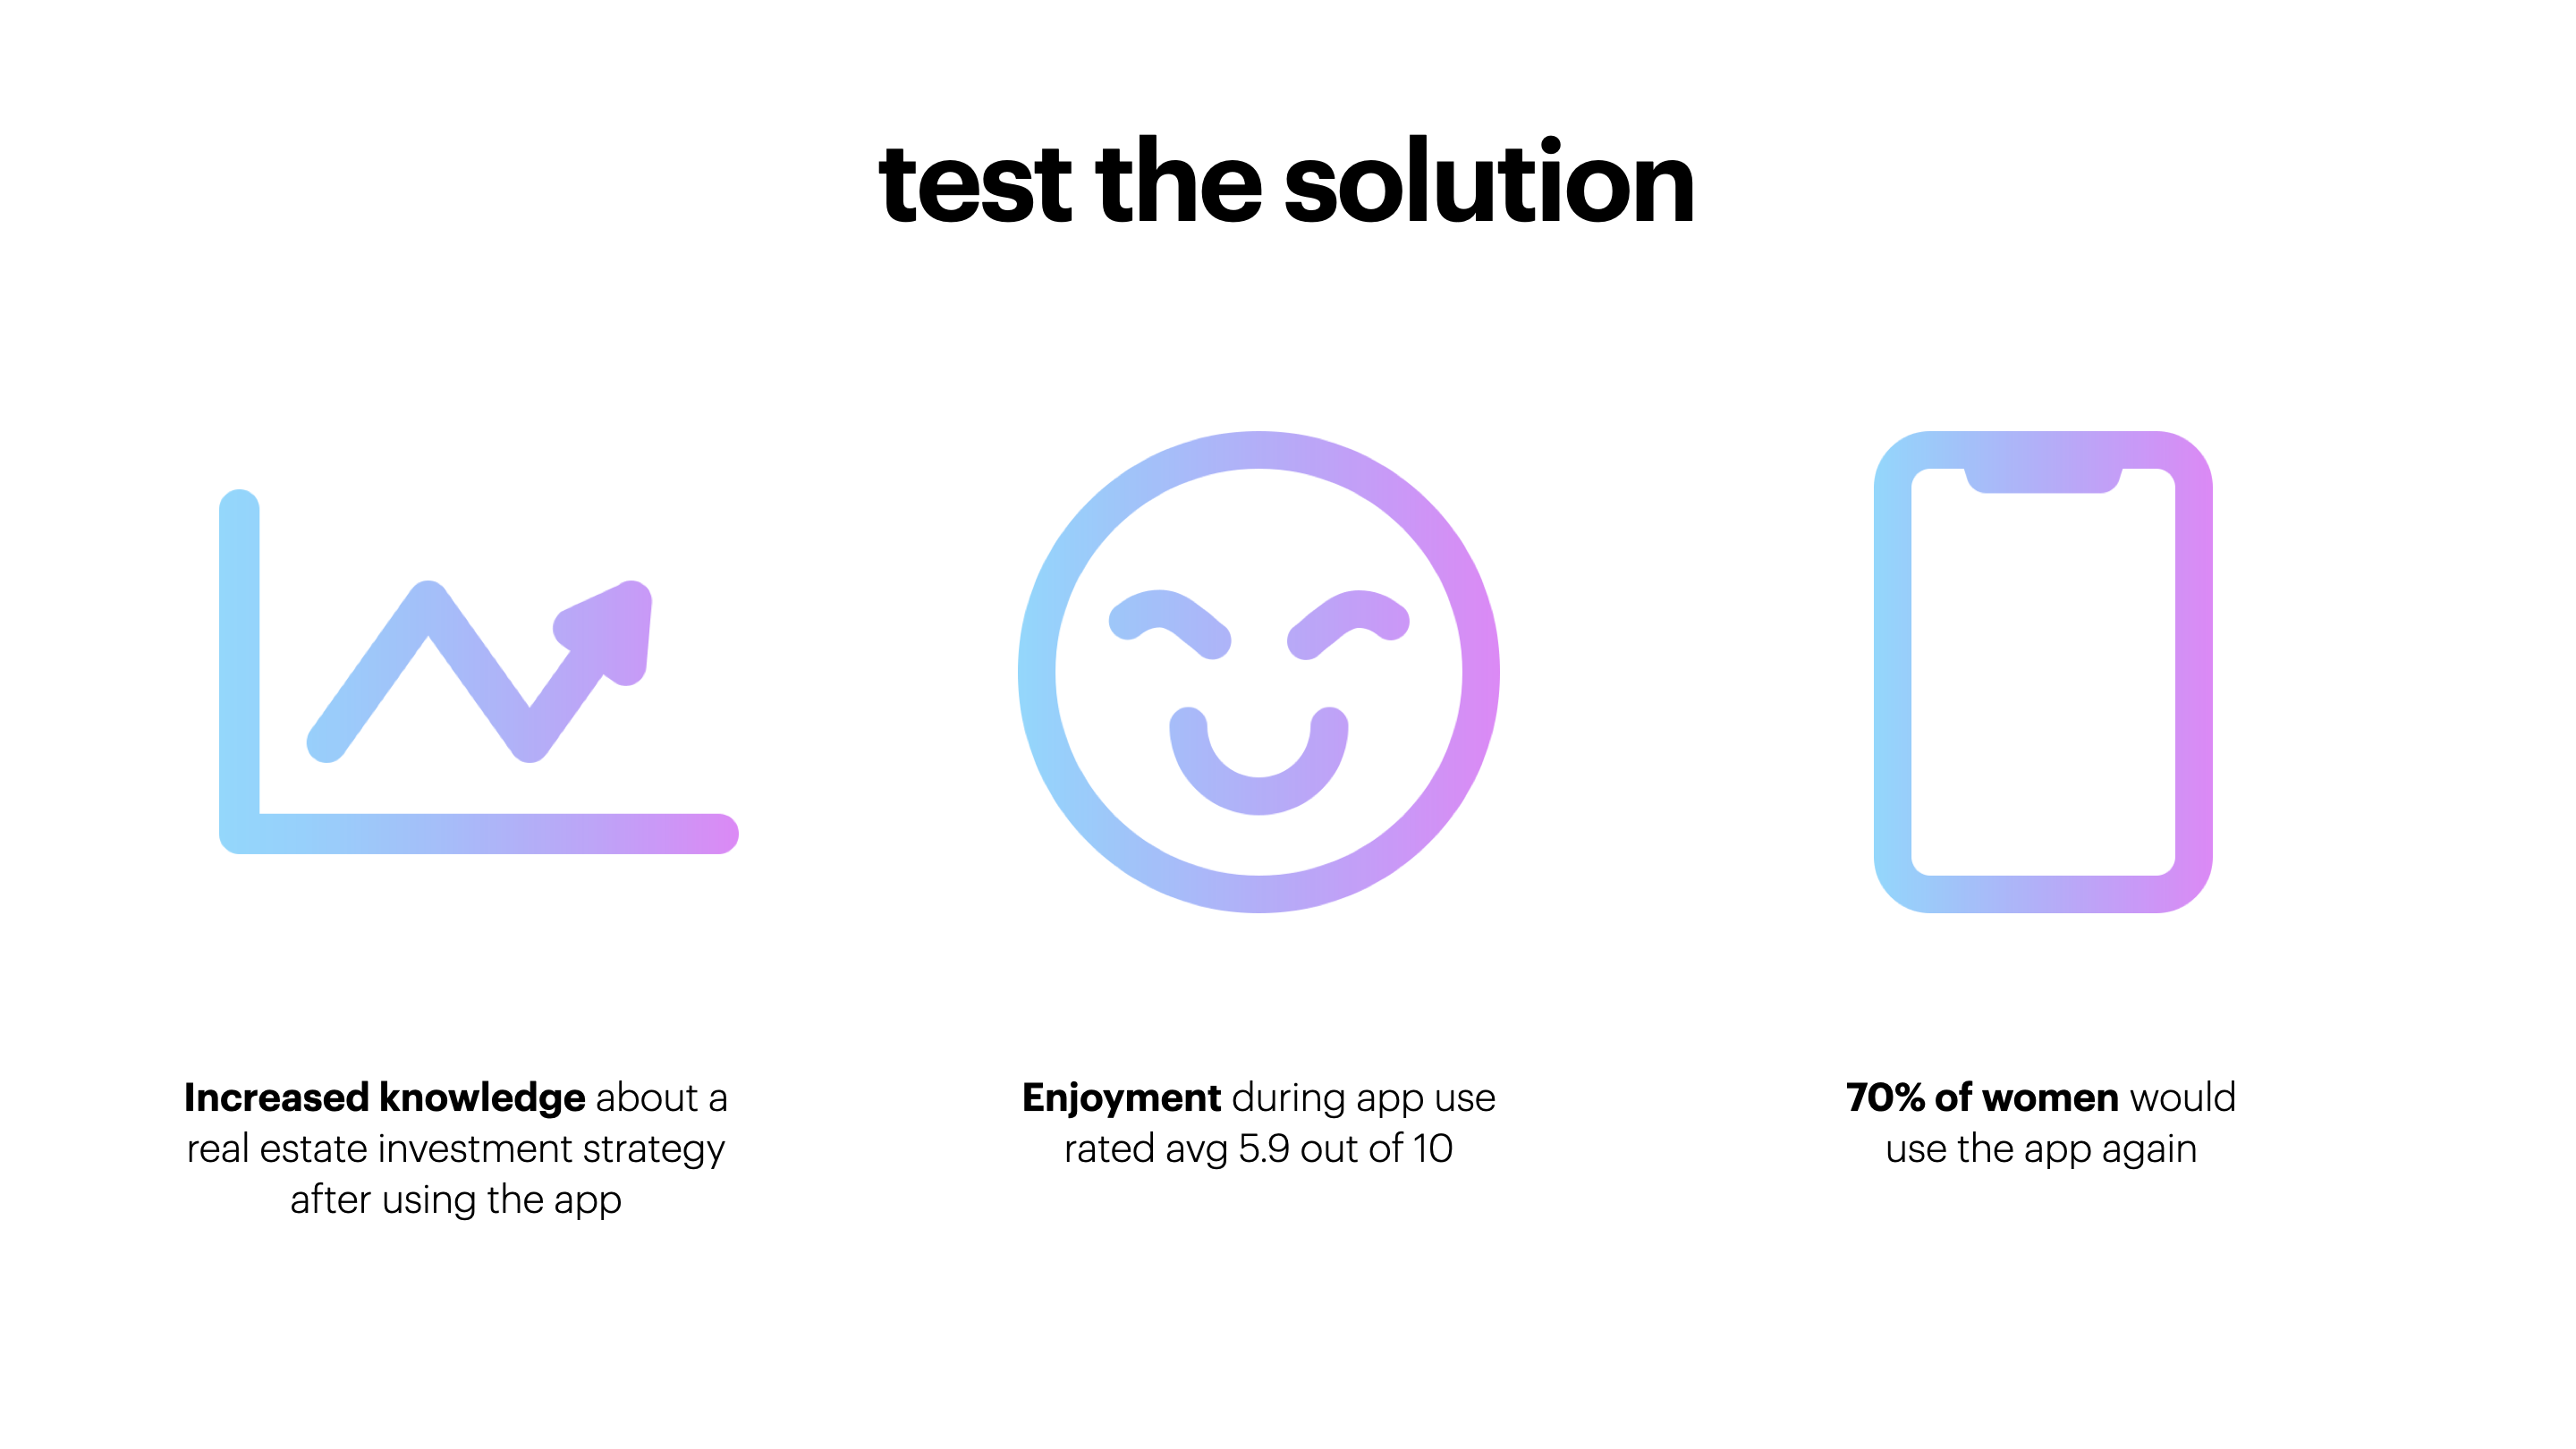 test the solution
Increased knowledge about a
real estate investment strategy
after using the app
Enjoyment during app use
rated avg 5.9 out of 10
70% of women would
use the app again